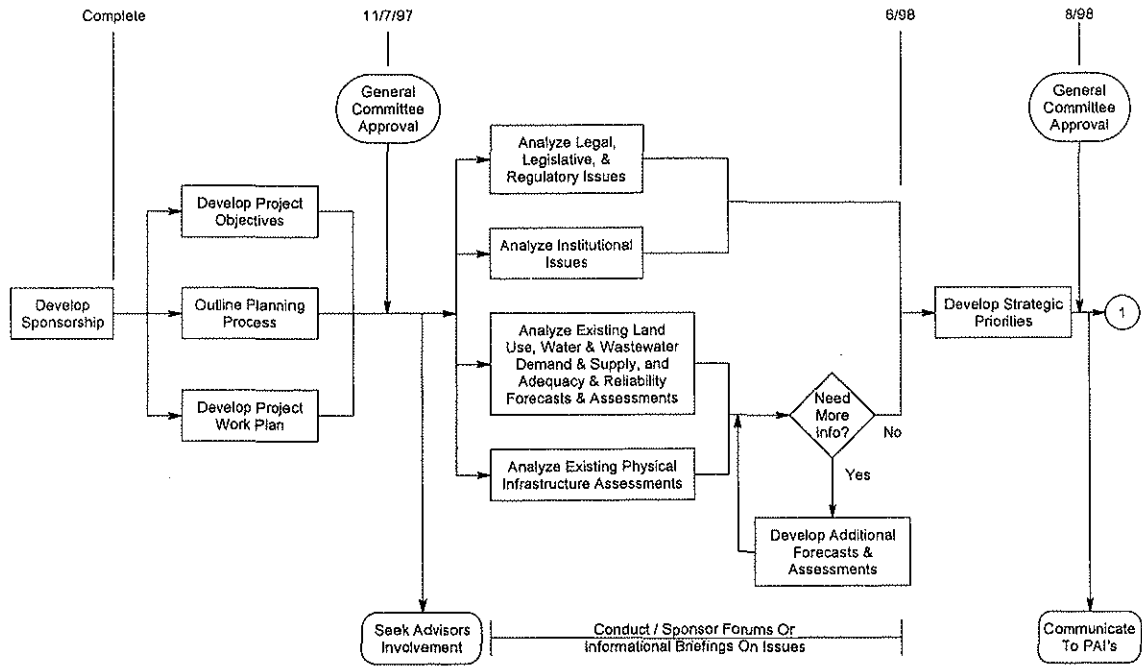 Complete
11/7/97
6/98
8/98
General
Committee
Approval
General
Committee
Approval
Analyze Legal,
Legislative, &
Regulatory Issues
Develop Project
Objectives
Analyze Institutional
Issues
Develop
Sponsorship
Outline Planning
Process
Develop Strategic
Priorities
1
Analyze Existing Land
Use, Water & Wastewater
Demand & Supply, and
Adequacy & Reliability
Forecasts & Assessments
Develop Project
Work Plan
Need
More
Info?
No
Yes
Analyze Existing Physical
Infrastructure Assessments
Develop Additional
Forecasts &
Assessments
Seek Advisors
Involvement
Conduct / Sponsor Forums Or
Informational Briefings On Issues
Communicate
To PAI's